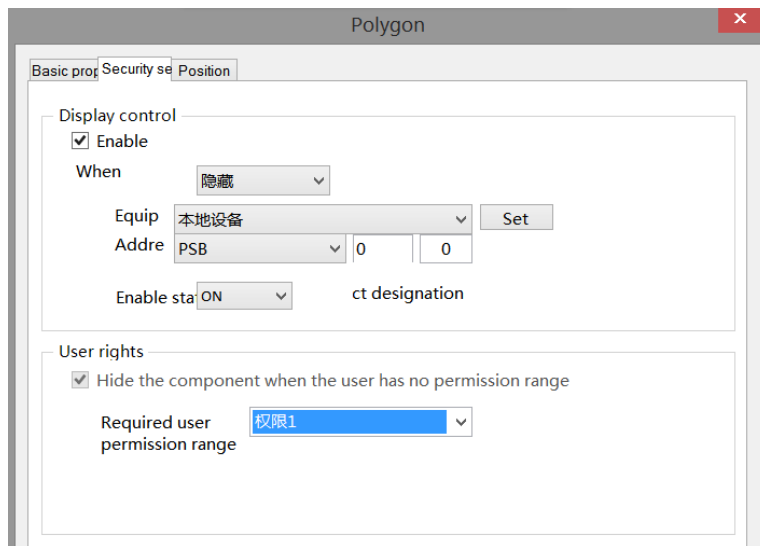 Polygon
Basic prop Security se Position
Display control
Enable
When 隐藏
Equip 本地设备 Set
Addre PSB 0 0
Enable sta ON ct designation
User rights
Hide the component when the user has no permission range
Required user 权限1
permission range